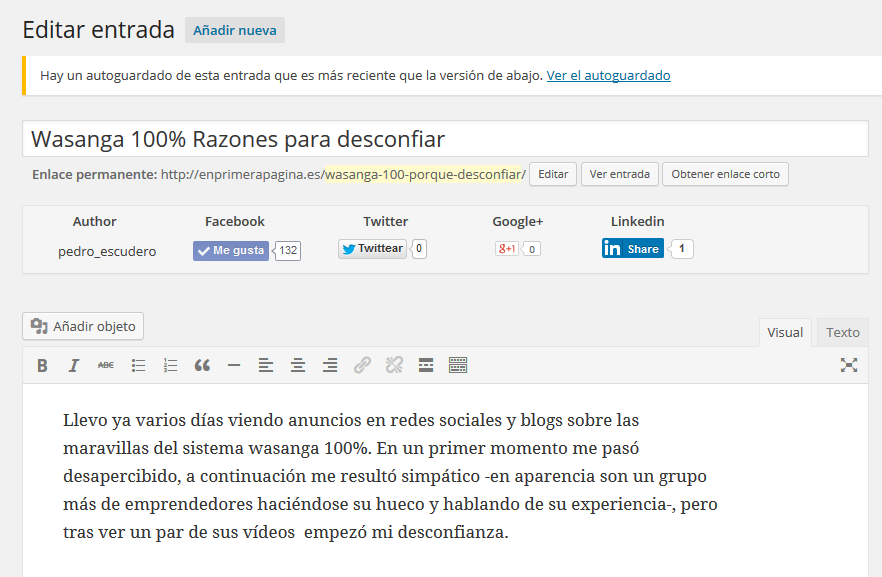 Editar entrada Añadir nueva
Hay un autoguardado de esta entrada que es más reciente que la versión de abajo. Ver el autoguardado
Wasanga 100% Razones para desconfiar
Enlace permanente: http://enprimerapagina.es/wasanga-100-porque-desconfiar/ Editar Ver entrada Obtener enlace corto
Author Facebook Twitter Google+ Linkedin
pedro_escudero Me gusta 132 Twittear 0 g+1 0 in Share 1
Añadir objeto
Visual Texto
B I ABC
Llevo ya varios días viendo anuncios en redes sociales y blogs sobre las
maravillas del sistema wasanga 100%. En un primer momento me pasó
desapercibido, a continuación me resultó simpático -en aparencia son un grupo
más de emprendedores haciéndose su hueco y hablando de su experiencia-, pero
tras ver un par de sus vídeos  empezó mi desconfianza.